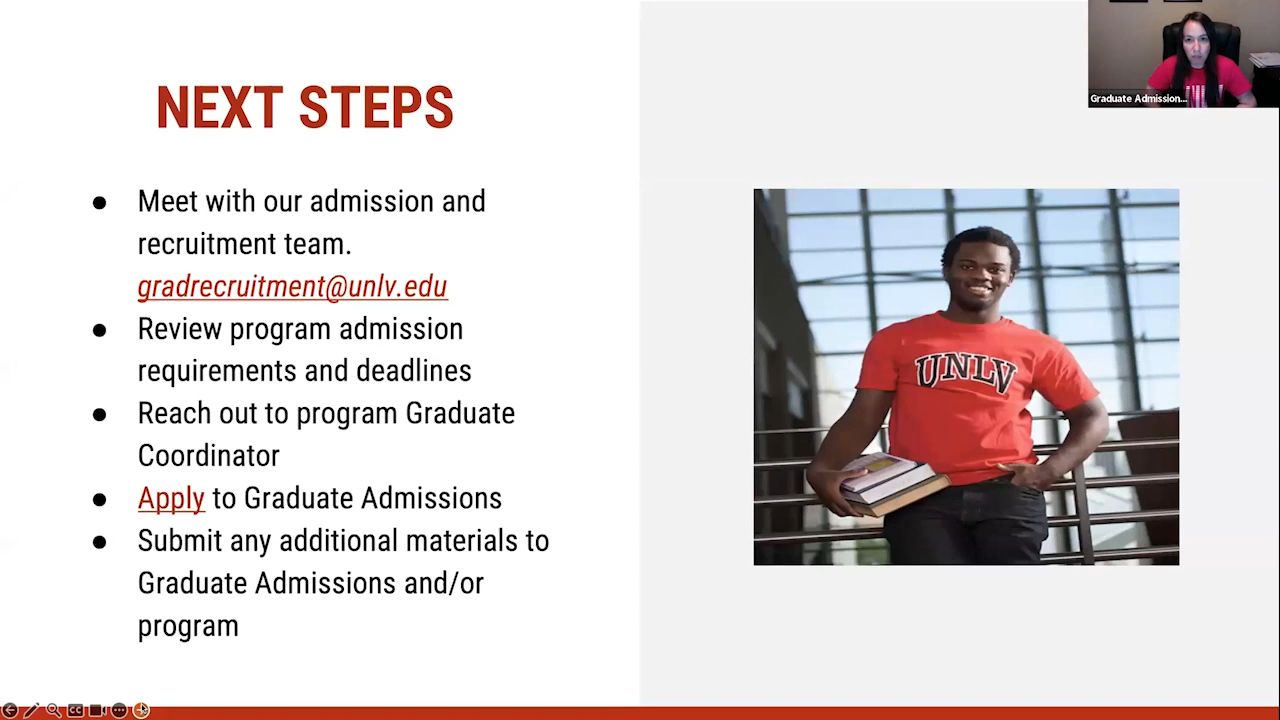 NEXT STEPS
● Meet with our admission and
recruitment team.
gradrecruitment@unlv.edu
● Review program admission
requirements and deadlines
● Reach out to program Graduate
Coordinator
● Apply to Graduate Admissions
● Submit any additional materials to
Graduate Admissions and/or
program
Graduate Admission...
UNLV
CC